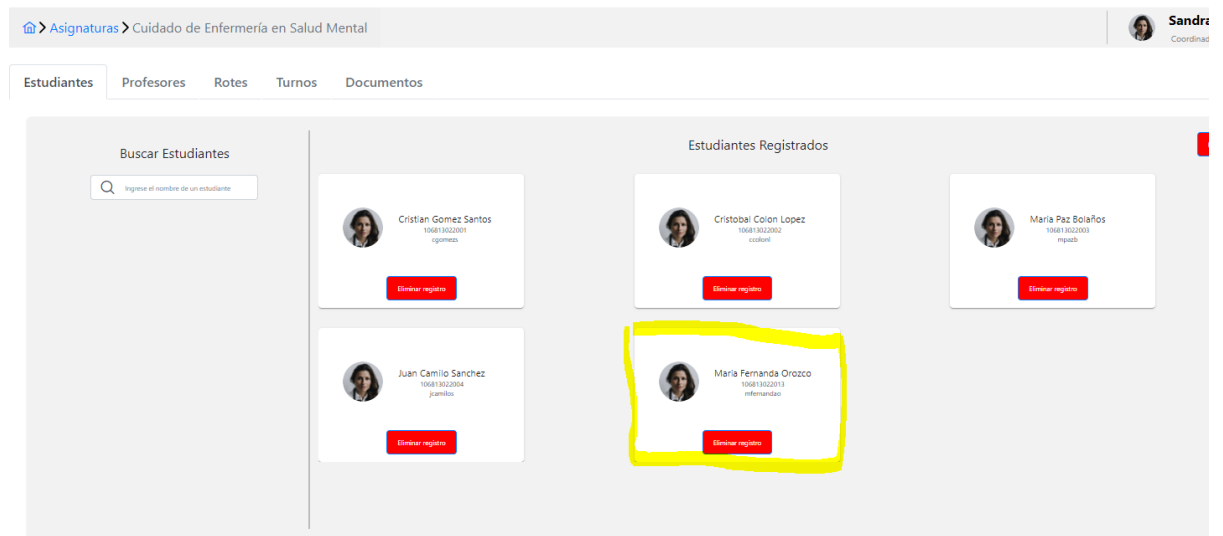 Asignaturas Cuidado de Enfermería en Salud Mental
Sandra
Coordinad
Estudiantes Profesores Rotes Turnos Documentos
Buscar Estudiantes
Ingrese el nombre de un estudiante
Estudiantes Registrados
Cristian Gomez Santos
106813022001
cgomezs
Eliminar registro
Cristobal Colon Lopez
106813022002
ccolonl
Eliminar registro
Maria Paz Bolaños
106813022003
mpazb
Eliminar registro
Juan Camilo Sanchez
106813022004
jcamilos
Eliminar registro
Maria Fernanda Orozco
106813022013
mfernandao
Eliminar registro